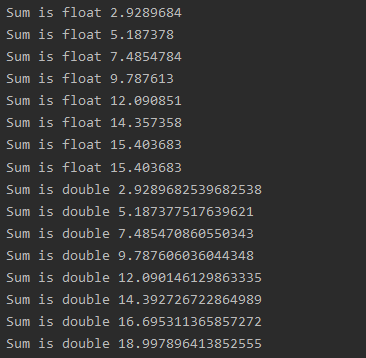 Sum is float 2.9289684
Sum is float 5.187378
Sum is float 7.4854784
Sum is float 9.787613
Sum is float 12.090851
Sum is float 14.357358
Sum is float 15.403683
Sum is float 15.403683
Sum is double 2.9289682539682538
Sum is double 5.187377517639621
Sum is double 7.485470860550343
Sum is double 9.787606036044348
Sum is double 12.090146129863335
Sum is double 14.392726722864989
Sum is double 16.695311365857272
Sum is double 18.997896413852555